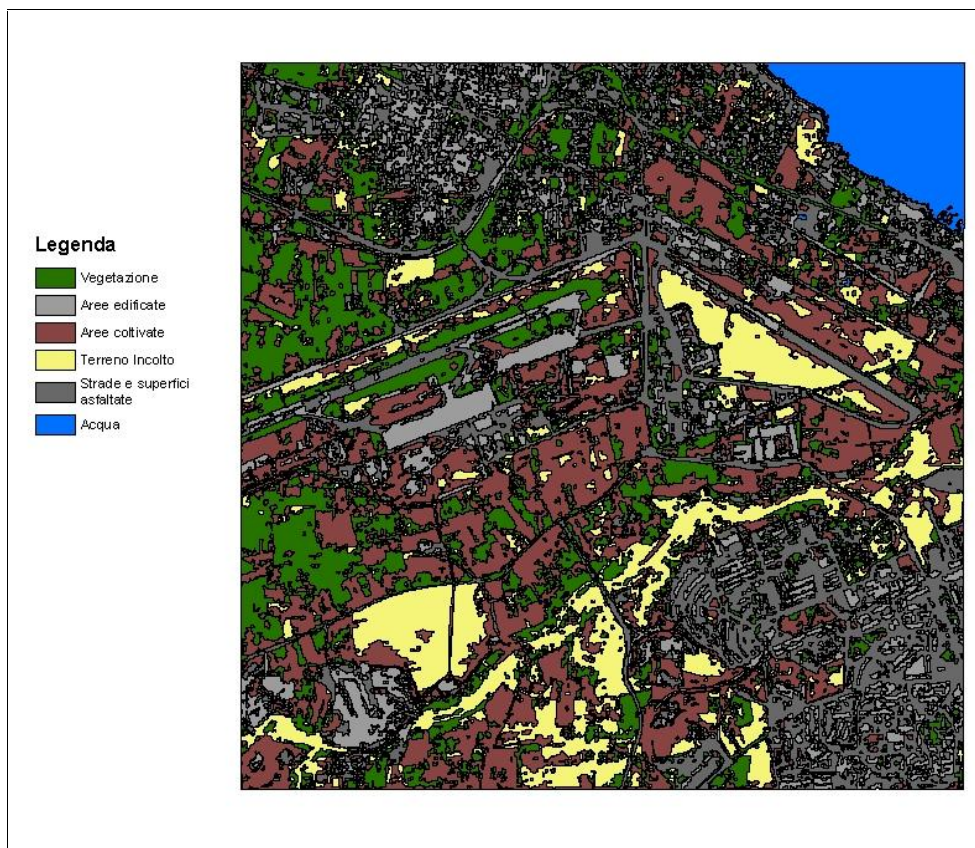 Legenda
Vegetazione
Aree edificate
Aree coltivate
Terreno Incolto
Strade e superfici
asfaltate
Acqua